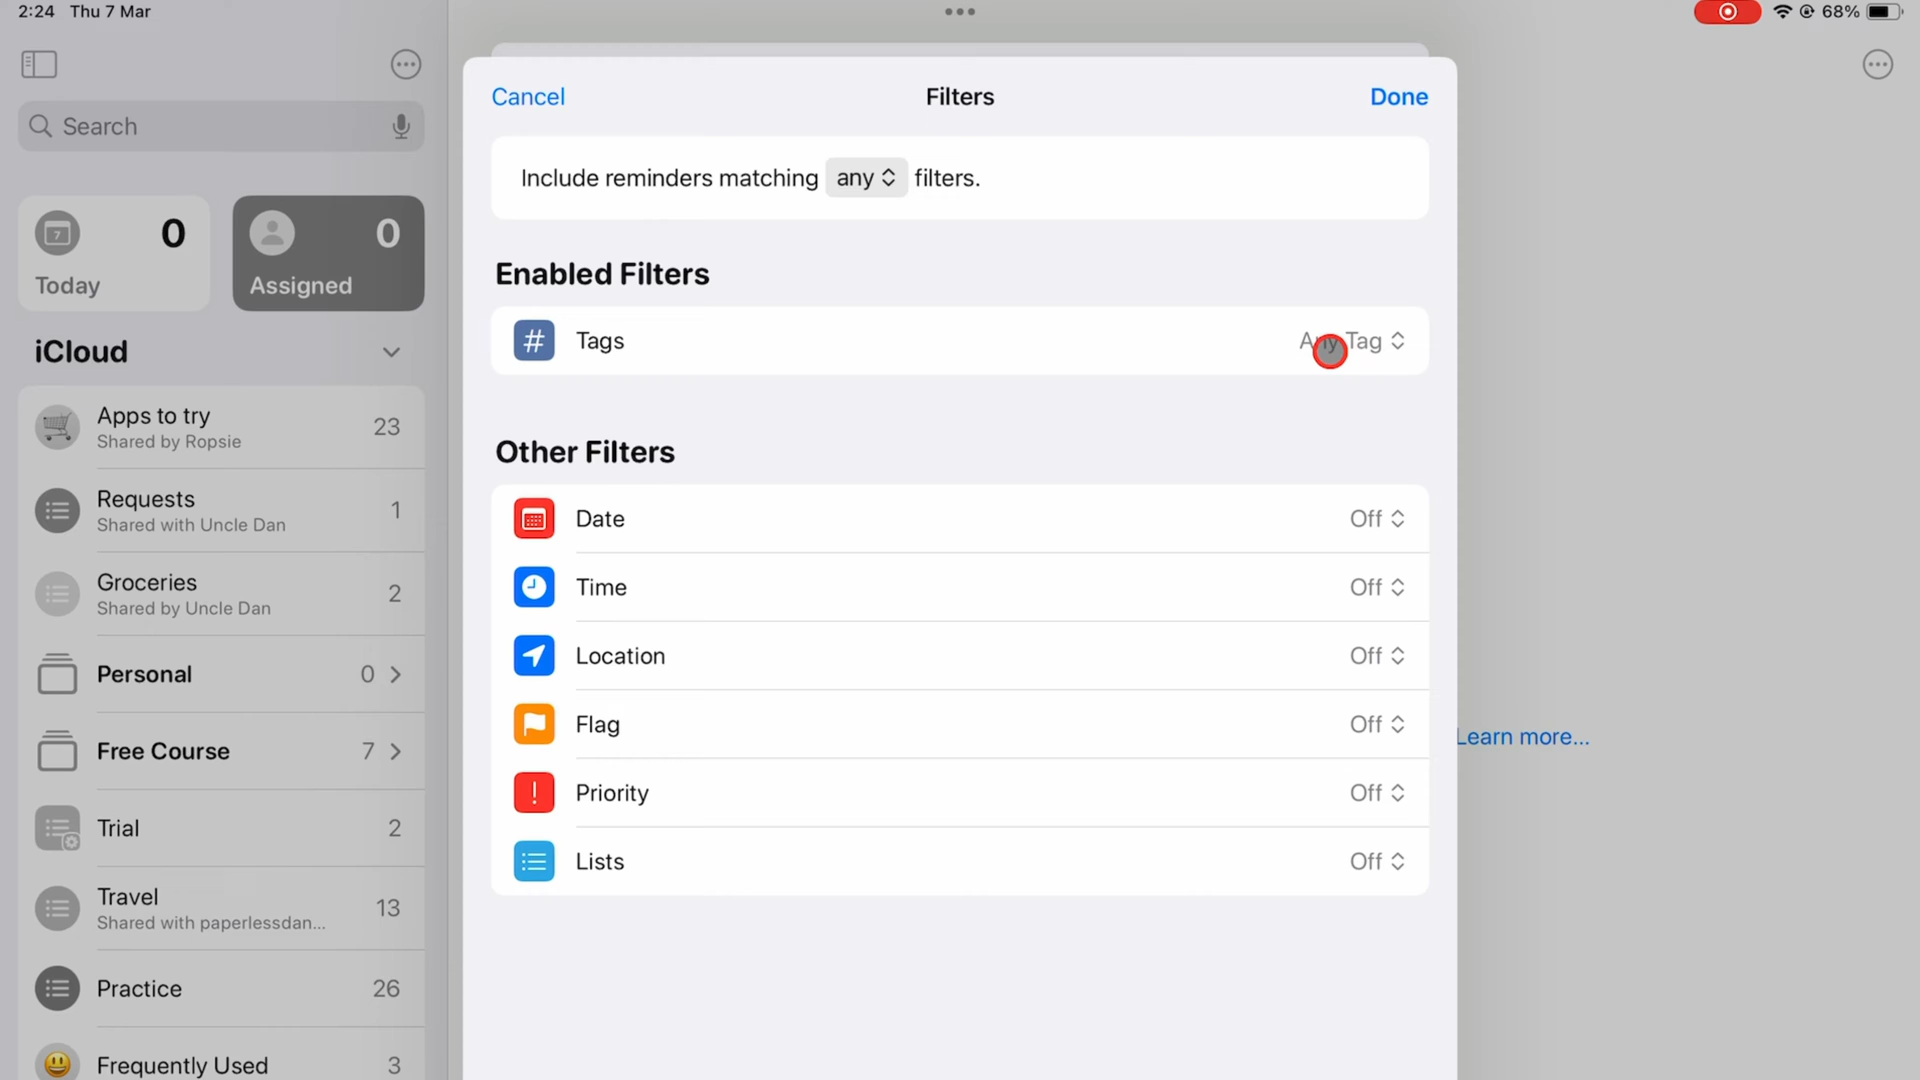 2:24 Thu 7 Mar
68%
Search
7
0
Today
0
Assigned
iCloud
Apps to try
Shared by Ropsie
23
Requests
Shared with Uncle Dan
1
Groceries
Shared by Uncle Dan
2
Personal
0
Free Course
7
Trial
2
Travel
Shared with paperlessdan...
13
Practice
26
Frequently Used
3
Cancel
Filters
Done
Include reminders matching any filters.
Enabled Filters
# Tags
Any Tag
Other Filters
Date Off
Time Off
Location Off
Flag Off
! Priority Off
Lists Off
Learn more...